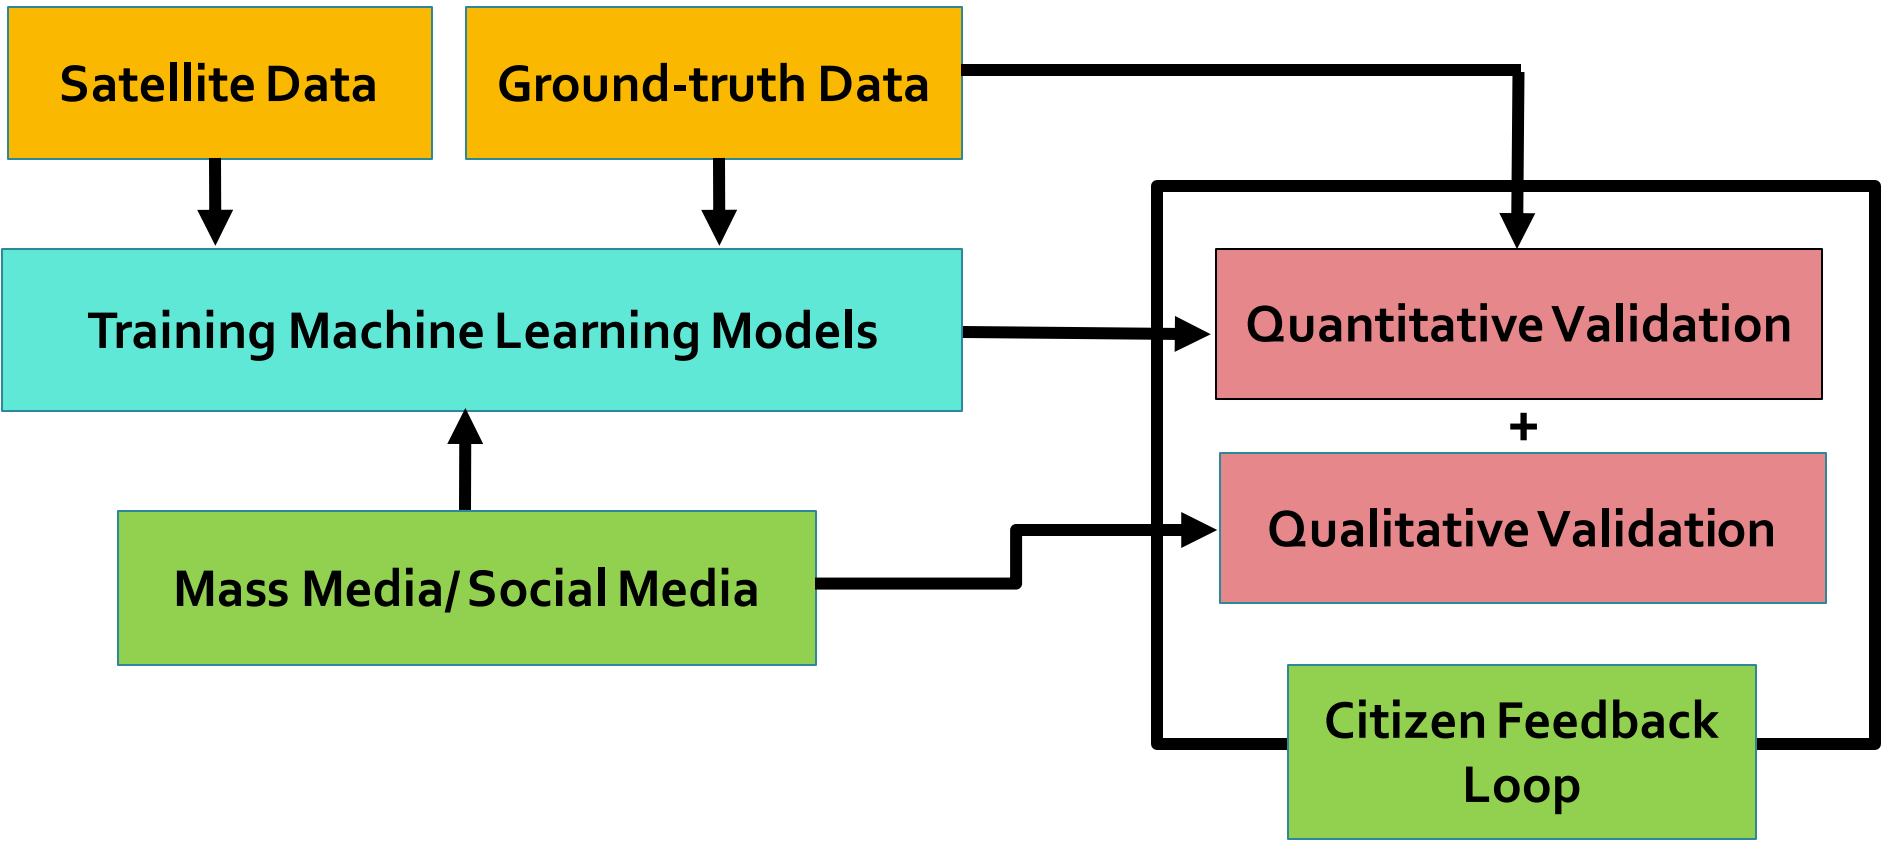 Satellite Data
Ground-truth Data
Training Machine Learning Models
Quantitative Validation
+
Qualitative Validation
Mass Media/ Social Media
Citizen Feedback
Loop